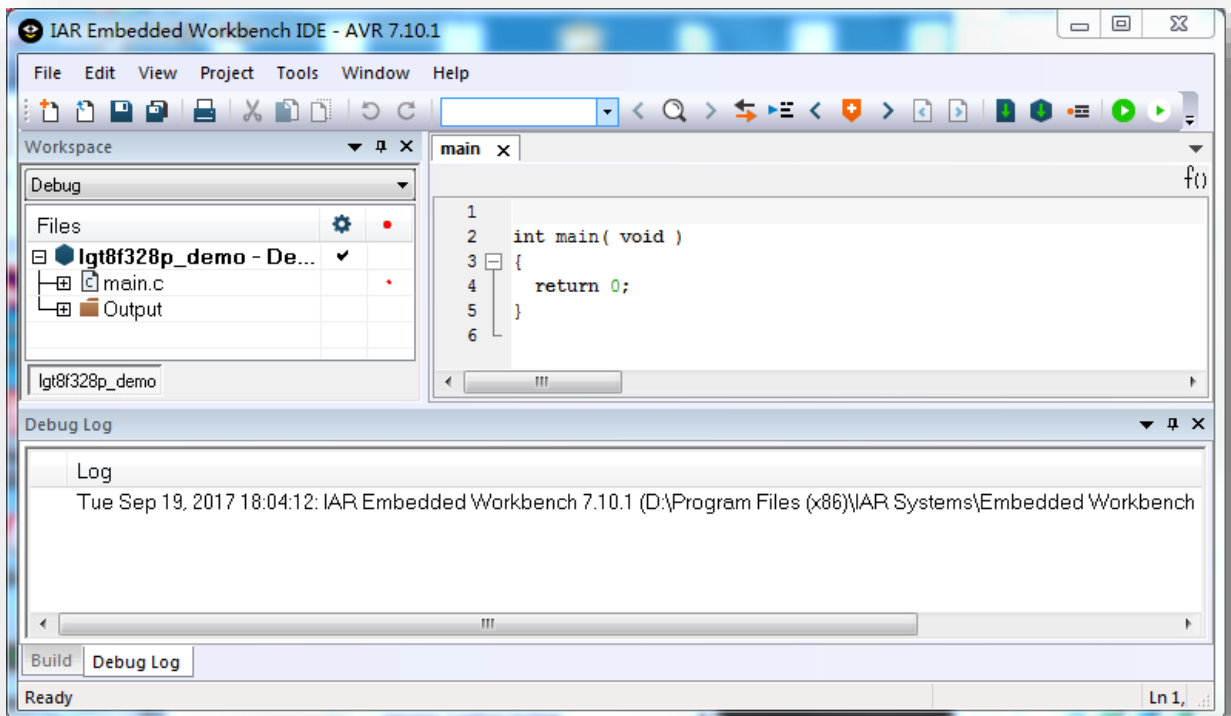 IAR Embedded Workbench IDE - AVR 7.10.1
File Edit View Project Tools Window Help
Workspace
main
Debug
f()
Files
lgt8f328p_demo - De...
main.c
Output
lgt8f328p_demo
1
2 int main( void )
3 {
4 return 0;
5 }
6
Debug Log
Log
Tue Sep 19, 2017 18:04:12: IAR Embedded Workbench 7.10.1 (D:\Program Files (x86)\IAR Systems\Embedded Workbench
Build Debug Log
Ready Ln 1,